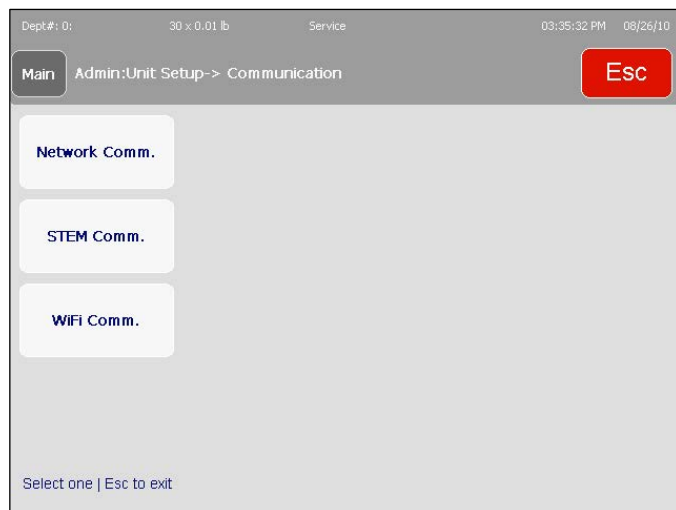 Dept#: 0: 30 x 0.01 lb Service 03:35:32 PM 08/26/10
Main Admin:Unit Setup-> Communication Esc
Network Comm.
STEM Comm.
WiFi Comm.
Select one | Esc to exit